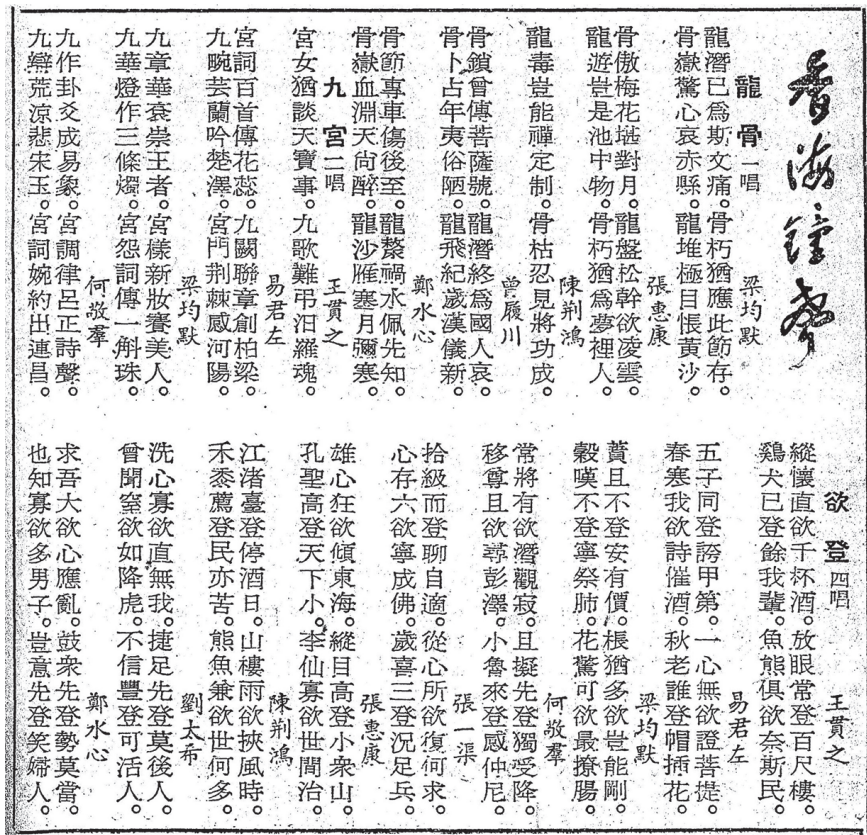 香海鐘聲
龍骨 一唱 梁均默
龍潛已為斯文痛。骨朽猶應此節存。
骨嶽驚心哀赤縣。龍堆極目悵黃沙。
張惠康
骨傲梅花堪對月。龍盤松幹欲凌雲。
龍遊豈是池中物。骨朽猶為夢裡人。
陳荊鴻
龍毒豈能禪定制。骨枯忍見將功成。
曾履川
骨鎖曾傳菩薩號。龍潛終為國人哀。
骨卜占年夷俗陋。龍飛紀歲漢儀新。
鄭水心
骨節專車傷後至。龍漦禍水佩先知。
骨嶽血淵天尚醉。龍沙雁塞月彌寒。
九宮 二唱 王貫之
宮女猶談天寶事。九歌難弔汨羅魂。
易君左
宮詞百首傳花蕊。九闕聯章創柏梁。
九畹芸蘭吟楚澤。宮門荆棘感河陽。
梁均默
九章華袞崇王者。宮樣新妝賽美人。
九華燈作三條燭。宮怨詞傳一斛珠。
何敬羣
九作卦爻成易象。宮調律呂正詩聲。
九辯荒涼悲宋玉。宮詞婉約出連昌。
欲登 四唱 王貫之
縱懷直欲千杯酒。放眼常登百尺樓。
鷄犬已登餘我輩。魚熊俱欲奈斯民。
易君左
五子同登誇甲第。一心無欲證菩提。
春寒我欲詩催酒。秋老誰登帽插花。
梁均默
蕡且不登安有價。棖猶多欲豈能剛。
穀嘆不登寧祭肺。花驚可欲最撩腸。
何敬羣
常將有欲潛觀寂。且擬先登獨受降。
移尊且欲尋彭澤。小魯來登感仲尼。
張一渠
拾級而登聊自適。從心所欲復何求。
心存六欲寧成佛。歲喜三登況足兵。
張惠康
雄心狂欲傾東海。縱目高登小衆山。
孔聖高登天下小。李仙寡欲世間治。
陳荊鴻
江渚臺登停酒日。山樓雨欲挾風時。
禾黍薦登民亦苦。熊魚兼欲世何多。
劉太希
洗心寡欲直無我。捷足先登莫後人。
曾聞窒欲如降虎。不信豐登可活人。
鄭水心
求吾大欲心應亂。鼓衆先登勢莫當。
也知寡欲多男子。豈意先登笑婦人。